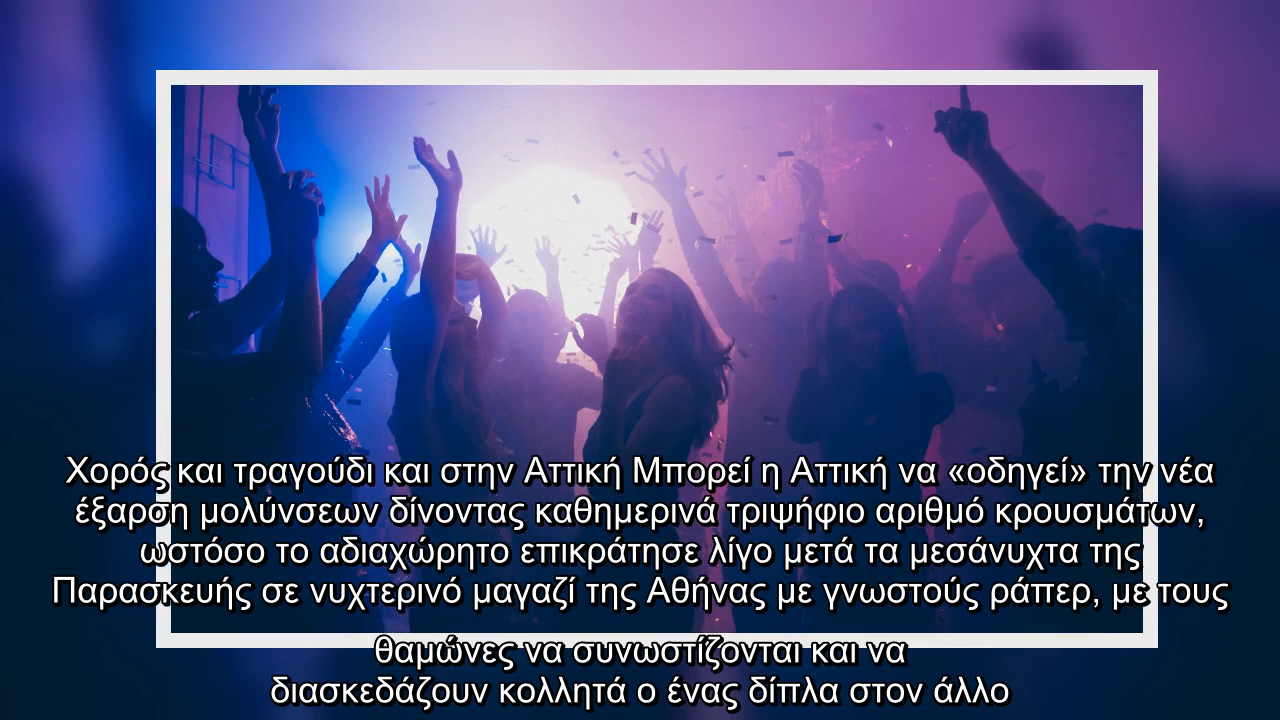 Χορός και τραγούδι και στην Αττική Μπορεί η Αττική να «οδηγεί» την νέα
έξαρση μολύνσεων δίνοντας καθημερινά τριψήφιο αριθμό κρουσμάτων,
ωστόσο το αδιαχώρητο επικράτησε λίγο μετά τα μεσάνυχτα της
Παρασκευής σε νυχτερινό μαγαζί της Αθήνας με γνωστούς ράπερ, με τους
θαμώνες να συνωστίζονται και να
διασκεδάζουν κολλητά ο ένας δίπλα στον άλλο